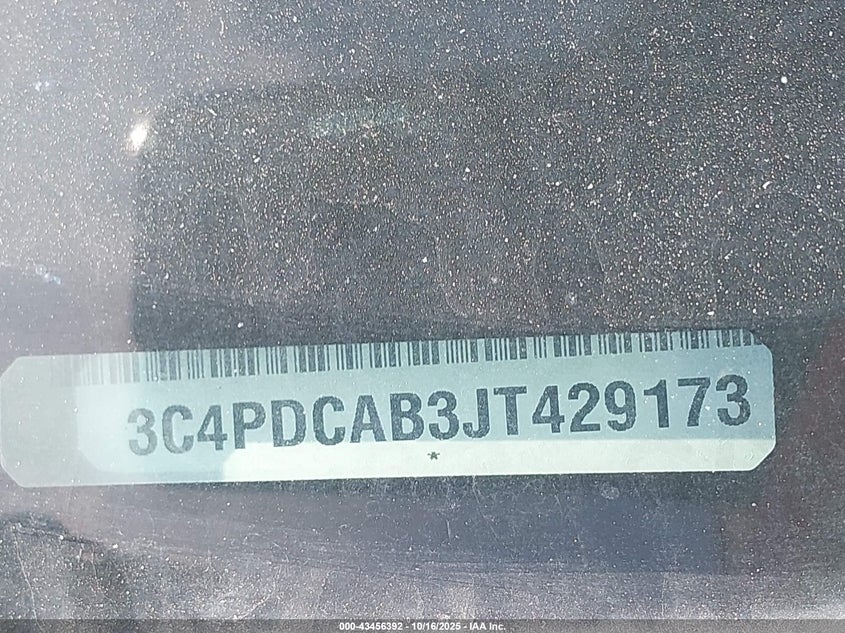 3C4PDCAB3JT429173
*
000-43456392 - 10/16/2025 - IAA Inc.